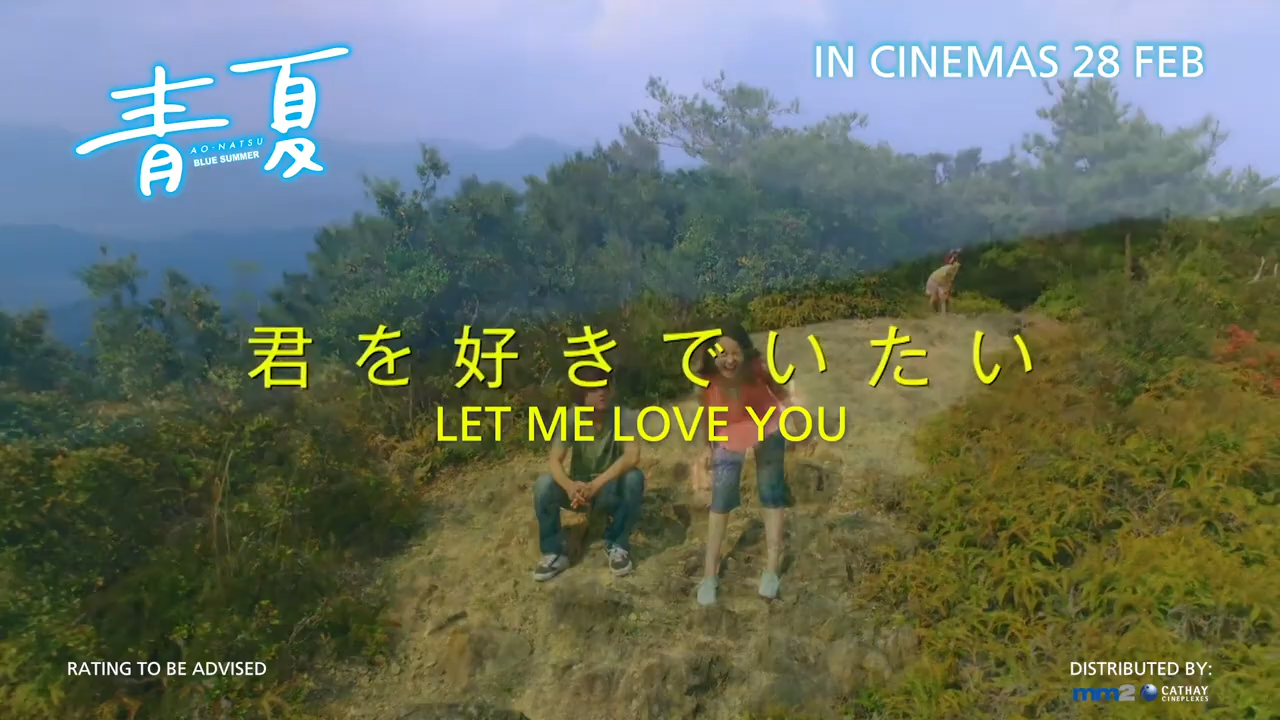 青夏
AO-NATSU
BLUE SUMMER
IN CINEMAS 28 FEB
君を好きでいたい
LET ME LOVE YOU
RATING TO BE ADVISED
DISTRIBUTED BY:
mm2 CATHAY
CINEPLEXES